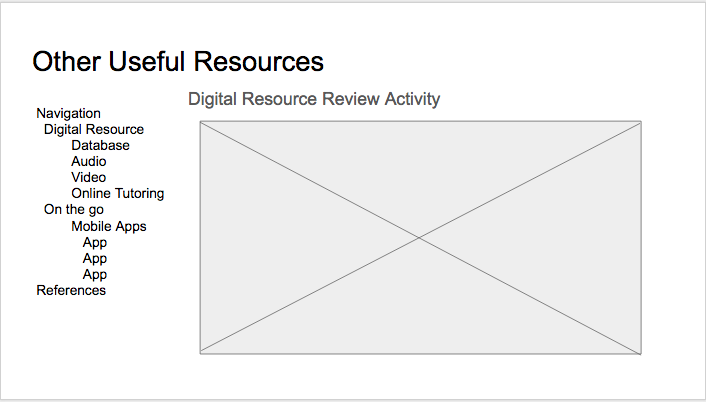 Other Useful Resources
Digital Resource Review Activity
Navigation
Digital Resource
Database
Audio
Video
Online Tutoring
On the go
Mobile Apps
App
App
App
References